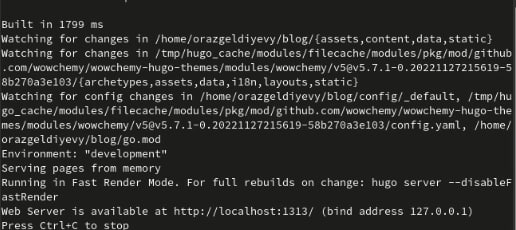 Built in 1799 ms
Watching for changes in /home/orazgeldiyevy/blog/{assets,content,data,static}
Watching for changes in /tmp/hugo_cache/modules/filecache/modules/pkg/mod/github
.com/wowchemy/wowchemy-hugo-themes/modules/wowchemy/v5@v5.7.1-0.20221127215619-5
8b270a3e103/{archetypes,assets,data,i18n,layouts,static}
Watching for config changes in /home/orazgeldiyevy/blog/config/_default, /tmp/hu
go_cache/modules/filecache/modules/pkg/mod/github.com/wowchemy/wowchemy-hugo-the
mes/modules/wowchemy/v5@v5.7.1-0.20221127215619-58b270a3e103/config.yaml, /home/
orazgeldiyevy/blog/go.mod
Environment: "development"
Serving pages from memory
Running in Fast Render Mode. For full rebuilds on change: hugo server --disableF
astRender
Web Server is available at http://localhost:1313/ (bind address 127.0.0.1)
Press Ctrl+C to stop